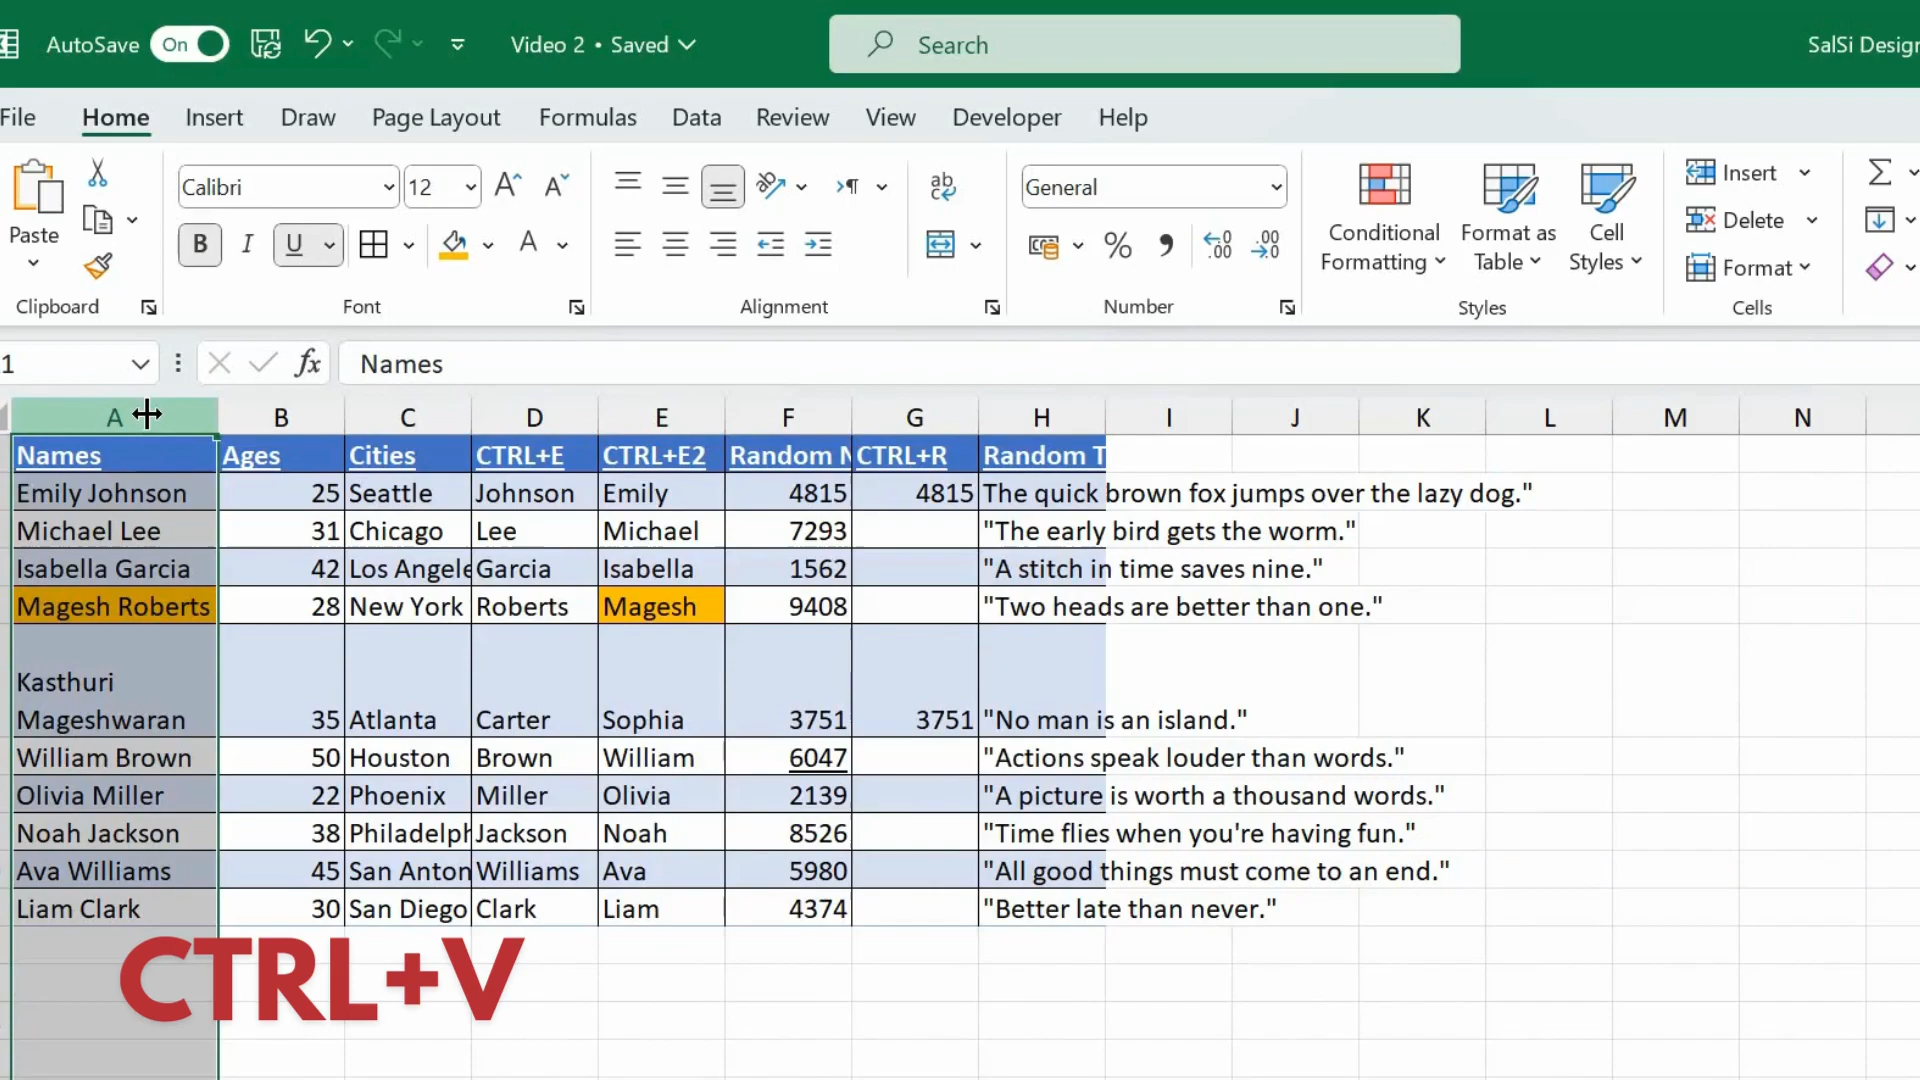 AutoSave On Video 2 • Saved Search SalSi Design
File Home Insert Draw Page Layout Formulas Data Review View Developer Help
Calibri 12 ab General Insert
Paste B I U A % Conditional Formatting Format as Table Cell Styles Delete
Format
Clipboard Font Alignment Number Styles Cells
1 fx Names
A B C D E F G H I J K L M N
Names Ages Cities CTRL+E CTRL+E2 Random N CTRL+R Random T
Emily Johnson 25 Seattle Johnson Emily 4815 4815 The quick brown fox jumps over the lazy dog."
Michael Lee 31 Chicago Lee Michael 7293 "The early bird gets the worm."
Isabella Garcia 42 Los Angele Garcia Isabella 1562 "A stitch in time saves nine."
Magesh Roberts 28 New York Roberts Magesh 9408 "Two heads are better than one."
Kasthuri
Mageshwaran 35 Atlanta Carter Sophia 3751 3751 "No man is an island."
William Brown 50 Houston Brown William 6047 "Actions speak louder than words."
Olivia Miller 22 Phoenix Miller Olivia 2139 "A picture is worth a thousand words."
Noah Jackson 38 Philadelph Jackson Noah 8526 "Time flies when you're having fun."
Ava Williams 45 San Anton Williams Ava 5980 "All good things must come to an end."
Liam Clark 30 San Diego Clark Liam 4374 "Better late than never."
CTRL+V